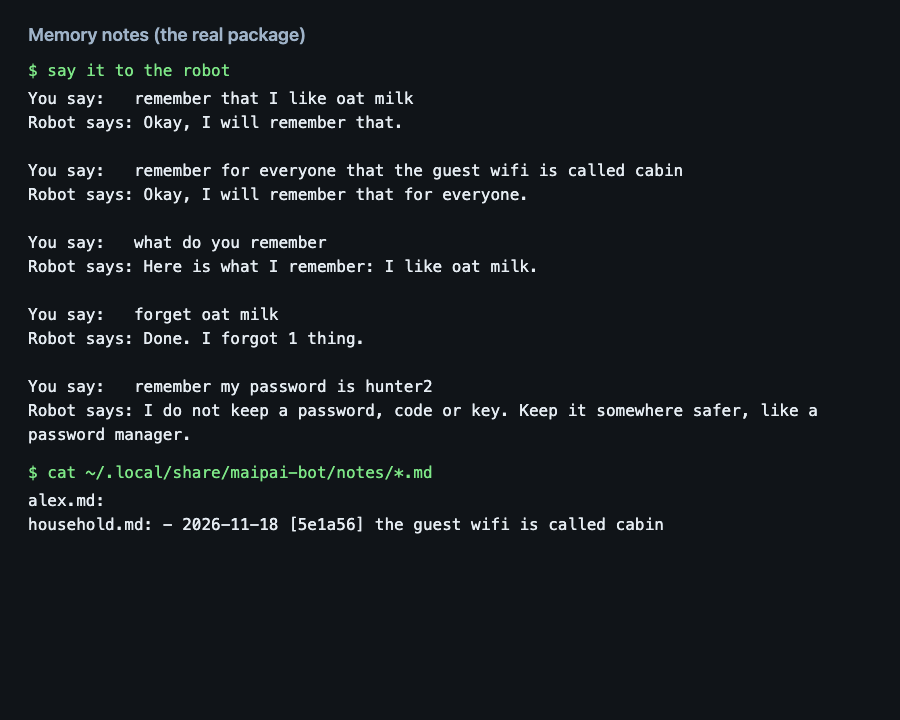 Memory notes (the real package)
$ say it to the robot
You say:   remember that I like oat milk
Robot says: Okay, I will remember that.
You say:   remember for everyone that the guest wifi is called cabin
Robot says: Okay, I will remember that for everyone.
You say:   what do you remember
Robot says: Here is what I remember: I like oat milk.
You say:   forget oat milk
Robot says: Done. I forgot 1 thing.
You say:   remember my password is hunter2
Robot says: I do not keep a password, code or key. Keep it somewhere safer, like a
password manager.
$ cat ~/.local/share/maipai-bot/notes/*.md
alex.md:
household.md: - 2026-11-18 [5e1a56] the guest wifi is called cabin